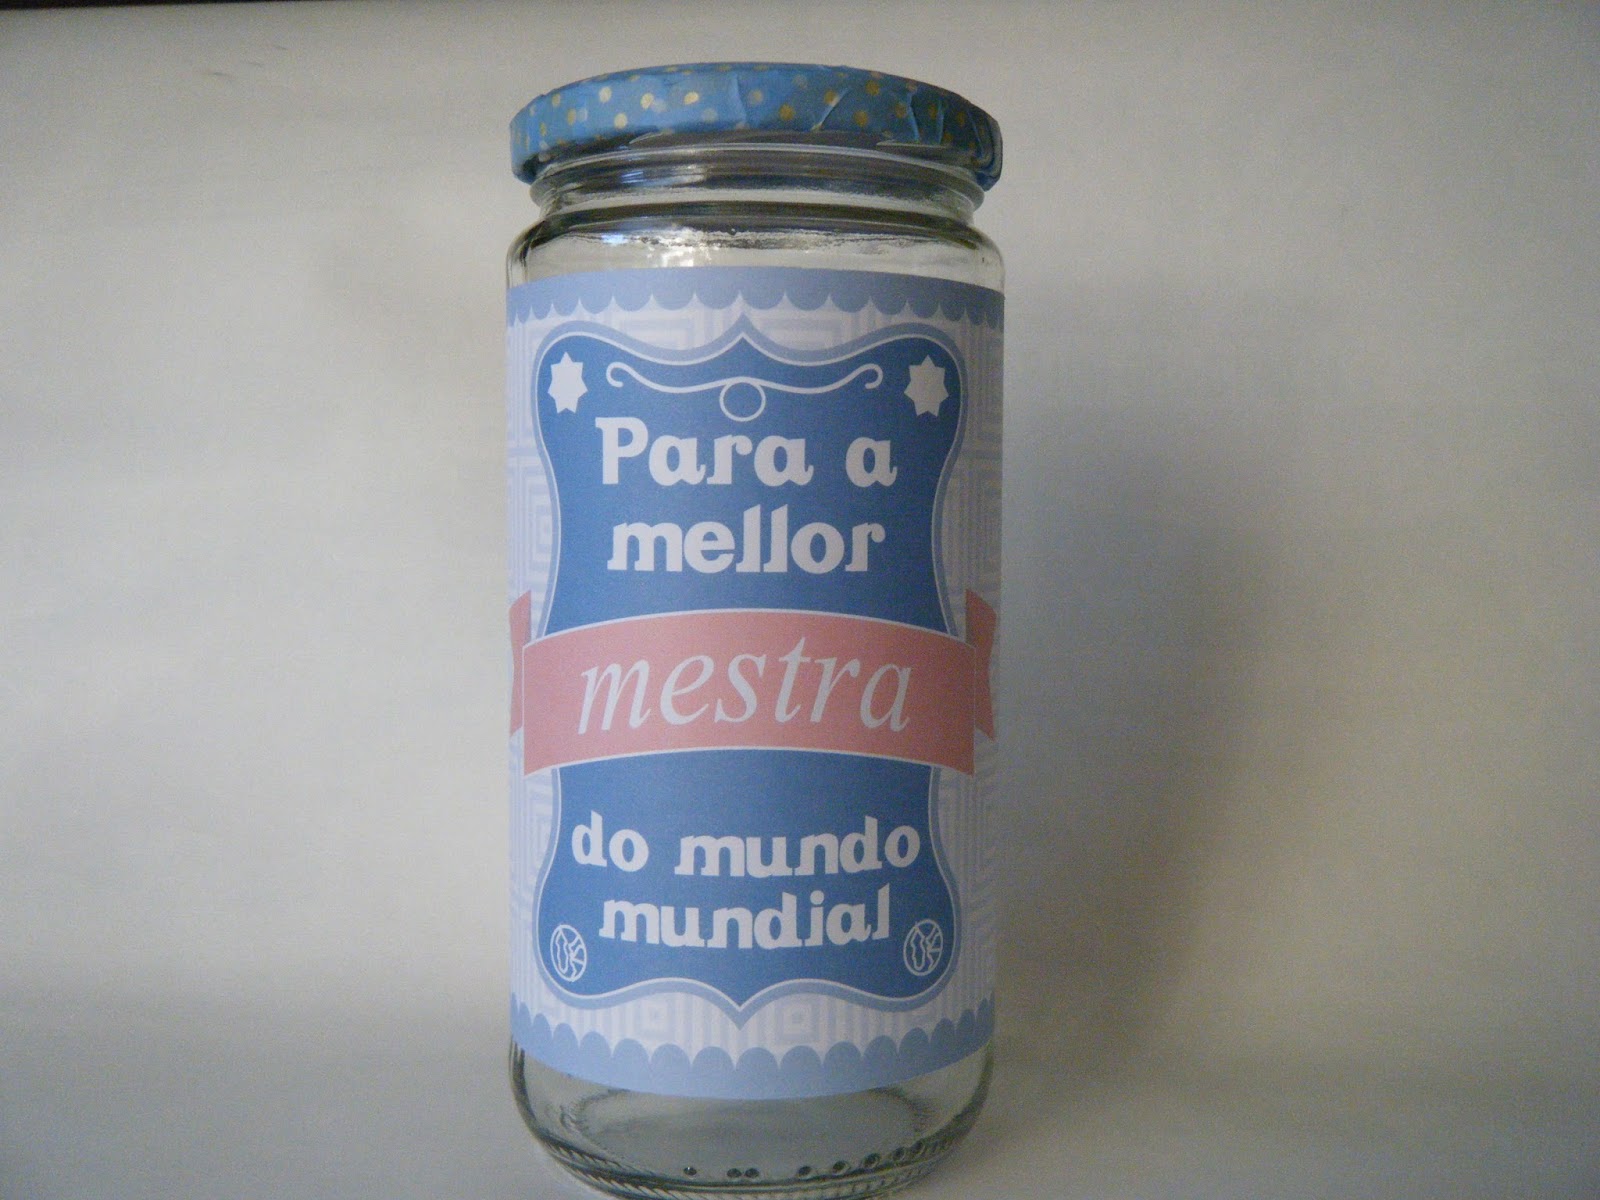 Para a
mellor
mestra
do mundo
mundial